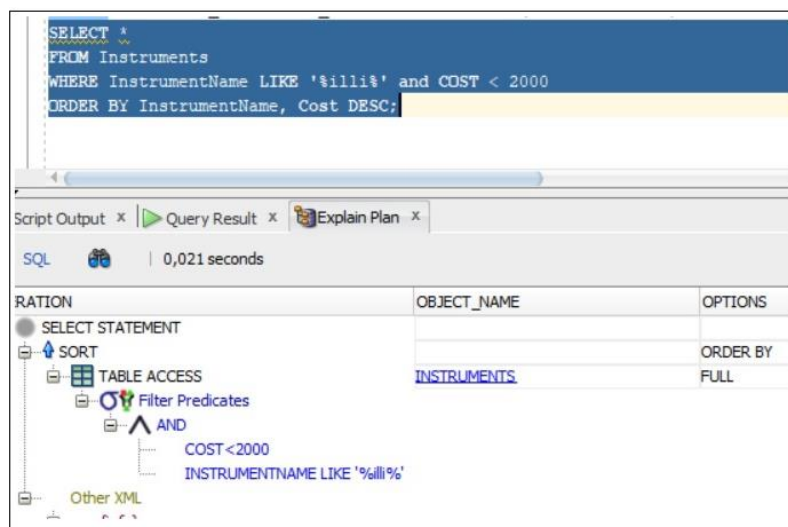 SELECT *
FROM Instruments
WHERE InstrumentName LIKE '%illi%' and COST < 2000
ORDER BY InstrumentName, Cost DESC;
Script Output x Query Result x Explain Plan x
SQL 0,021 seconds
RATION OBJECT_NAME OPTIONS
SELECT STATEMENT
SORT ORDER BY
TABLE ACCESS INSTRUMENTS FULL
Filter Predicates
AND
COST<2000
INSTRUMENTNAME LIKE '%illi%'
Other XML